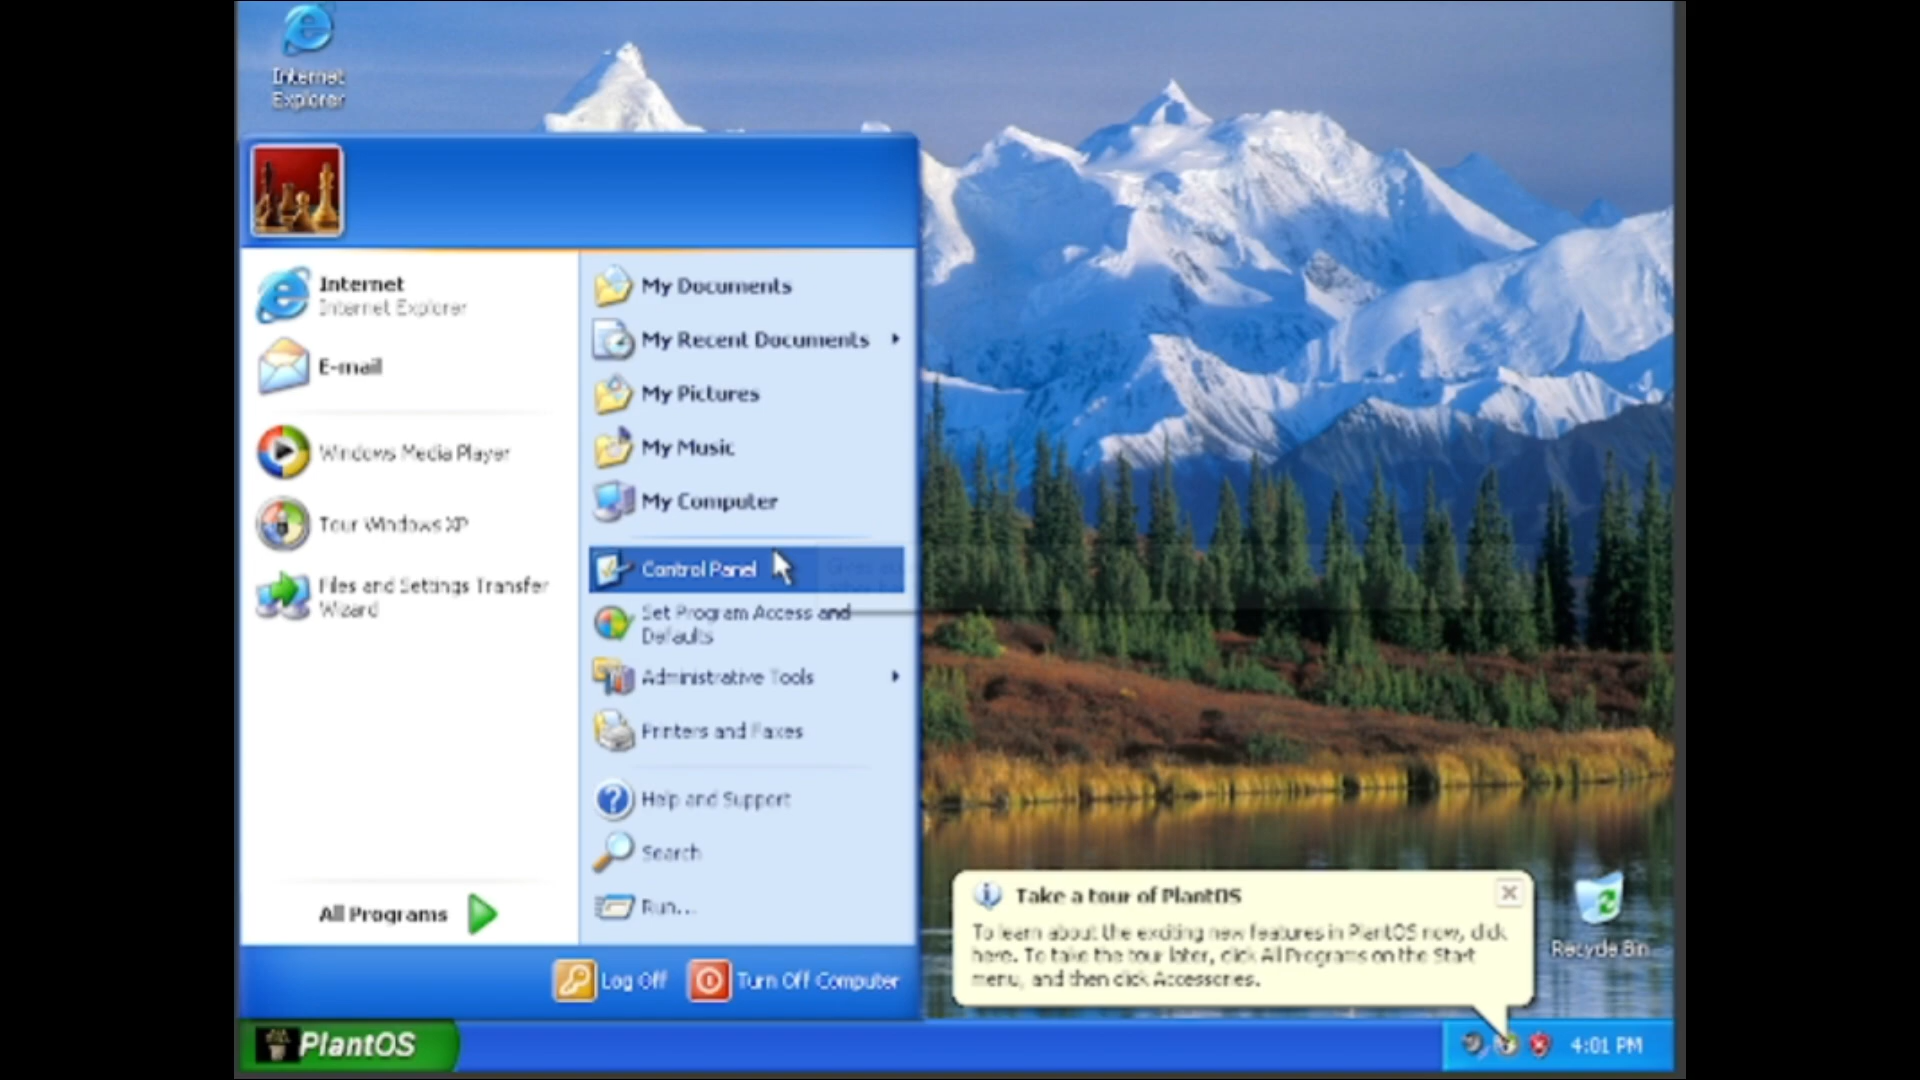 Internet
Explorer
Internet
Internet Explorer
E-mail
Windows Media Player
Tour Windows XP
Files and Settings Transfer
Wizard
All Programs
My Documents
My Recent Documents
My Pictures
My Music
My Computer
Control Panel
Set Program Access and
Defaults
Administrative Tools
Printers and Faxes
Help and Support
Search
Run...
Log Off
Turn Off Computer
Take a tour of PlantOS
To learn about the exciting new features in PlantOS now, click
here. To take the tour later, click All Programs on the Start
menu, and then click Accessories.
Recycle Bin
PlantOS
4:01 PM